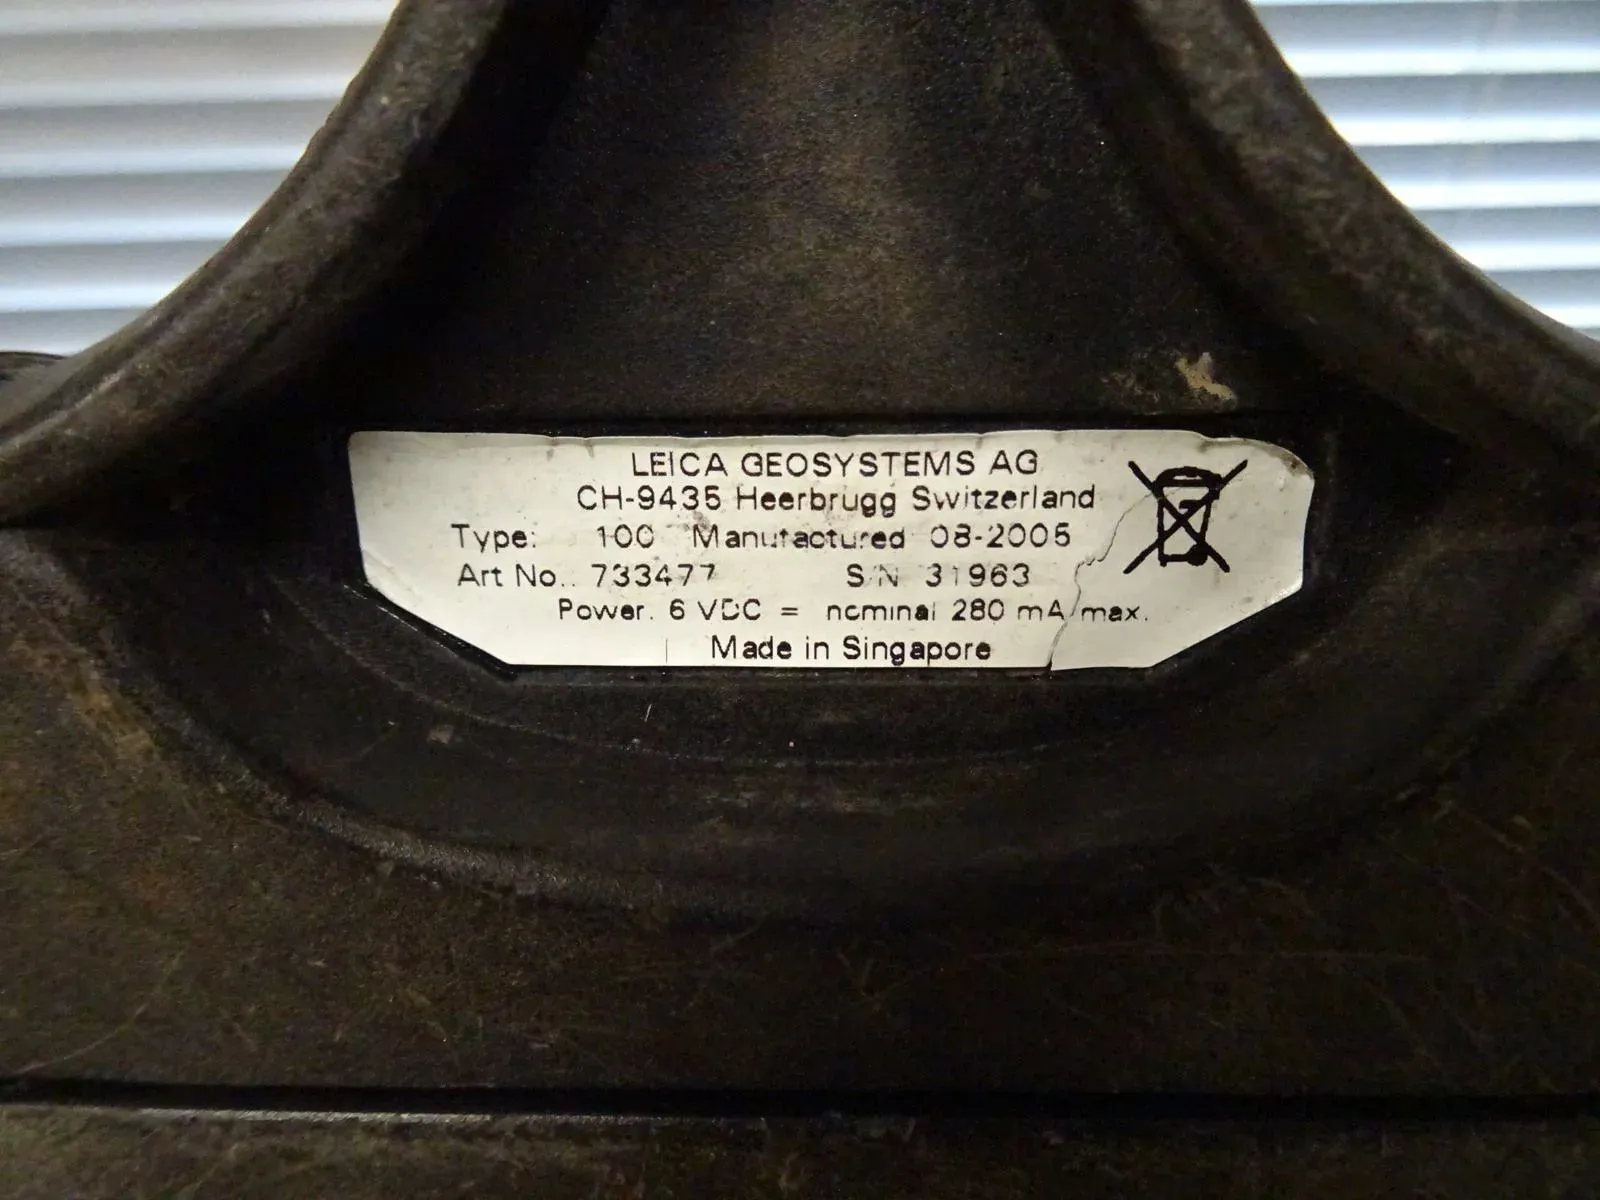 LEICA GEOSYSTEMS AG
CH-9435 Heerbrugg Switzerland
Type: 100 Manufactured 08-2005
Art No.: 733477 S/N 31963
Power: 6 VDC = nominal 280 mA max.
Made in Singapore